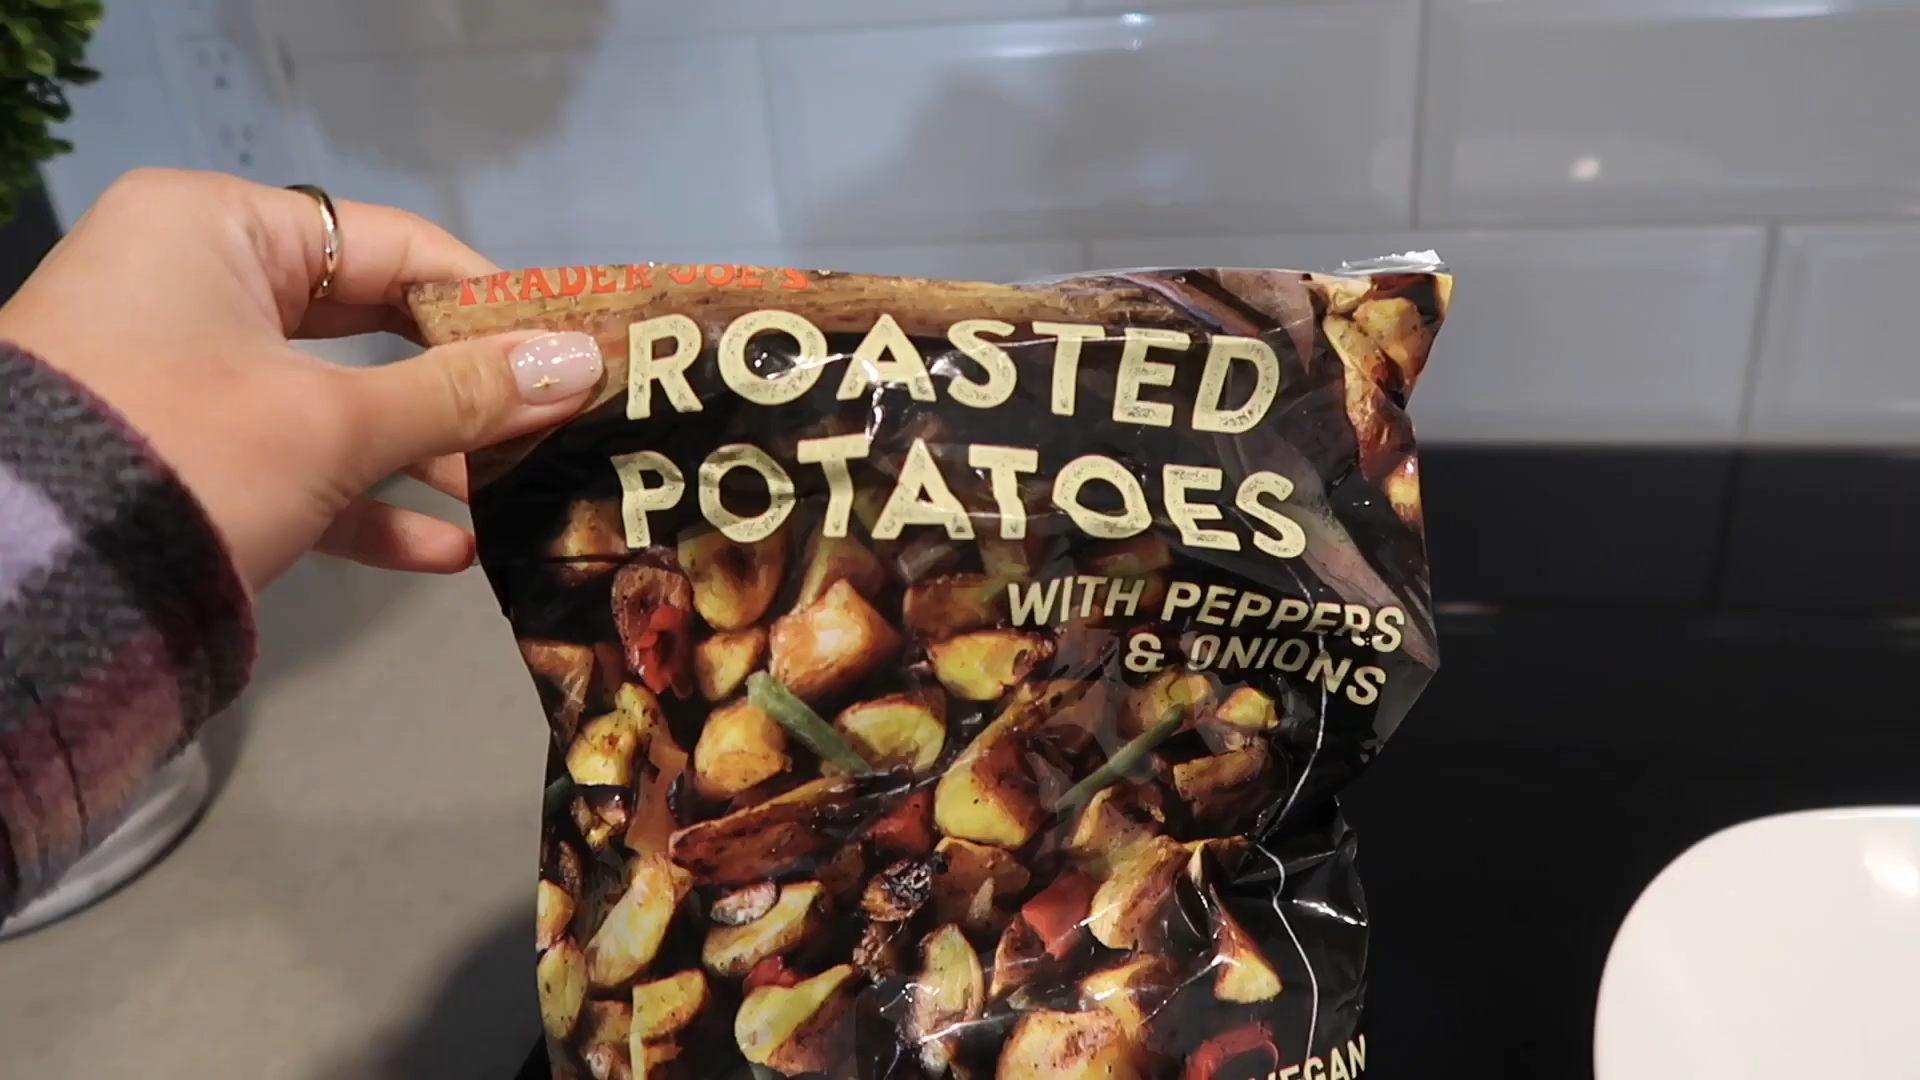 TRADER JOE'S
ROASTED
POTATOES
WITH PEPPERS
& ONIONS
VEGAN